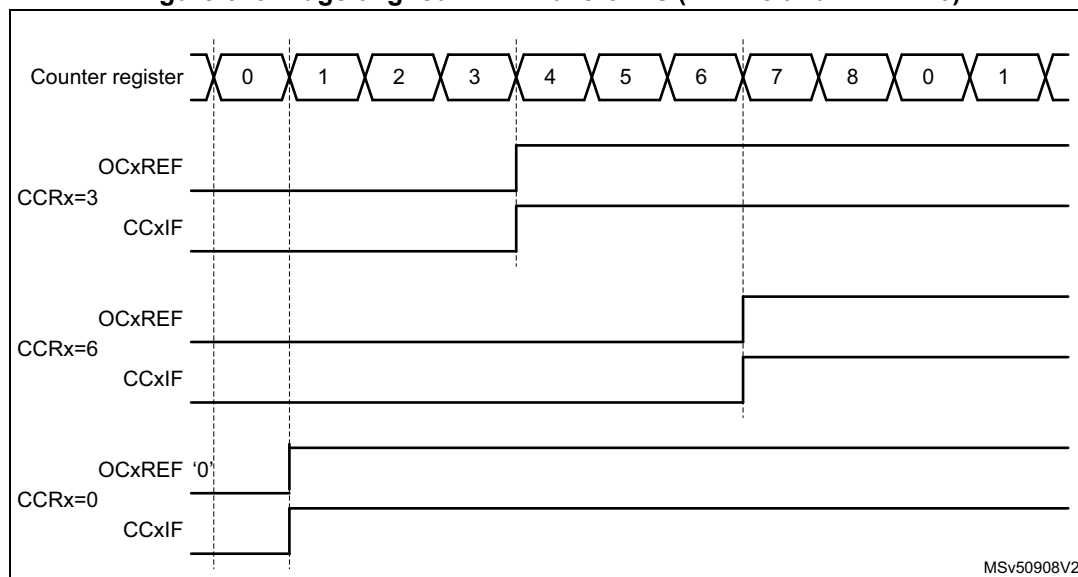 Counter register 0 1 2 3 4 5 6 7 8 0 1
OCxREF
CCRx=3
CCxIF
OCxREF
CCRx=6
CCxIF
OCxREF '0'
CCRx=0
CCxIF
MSv50908V2